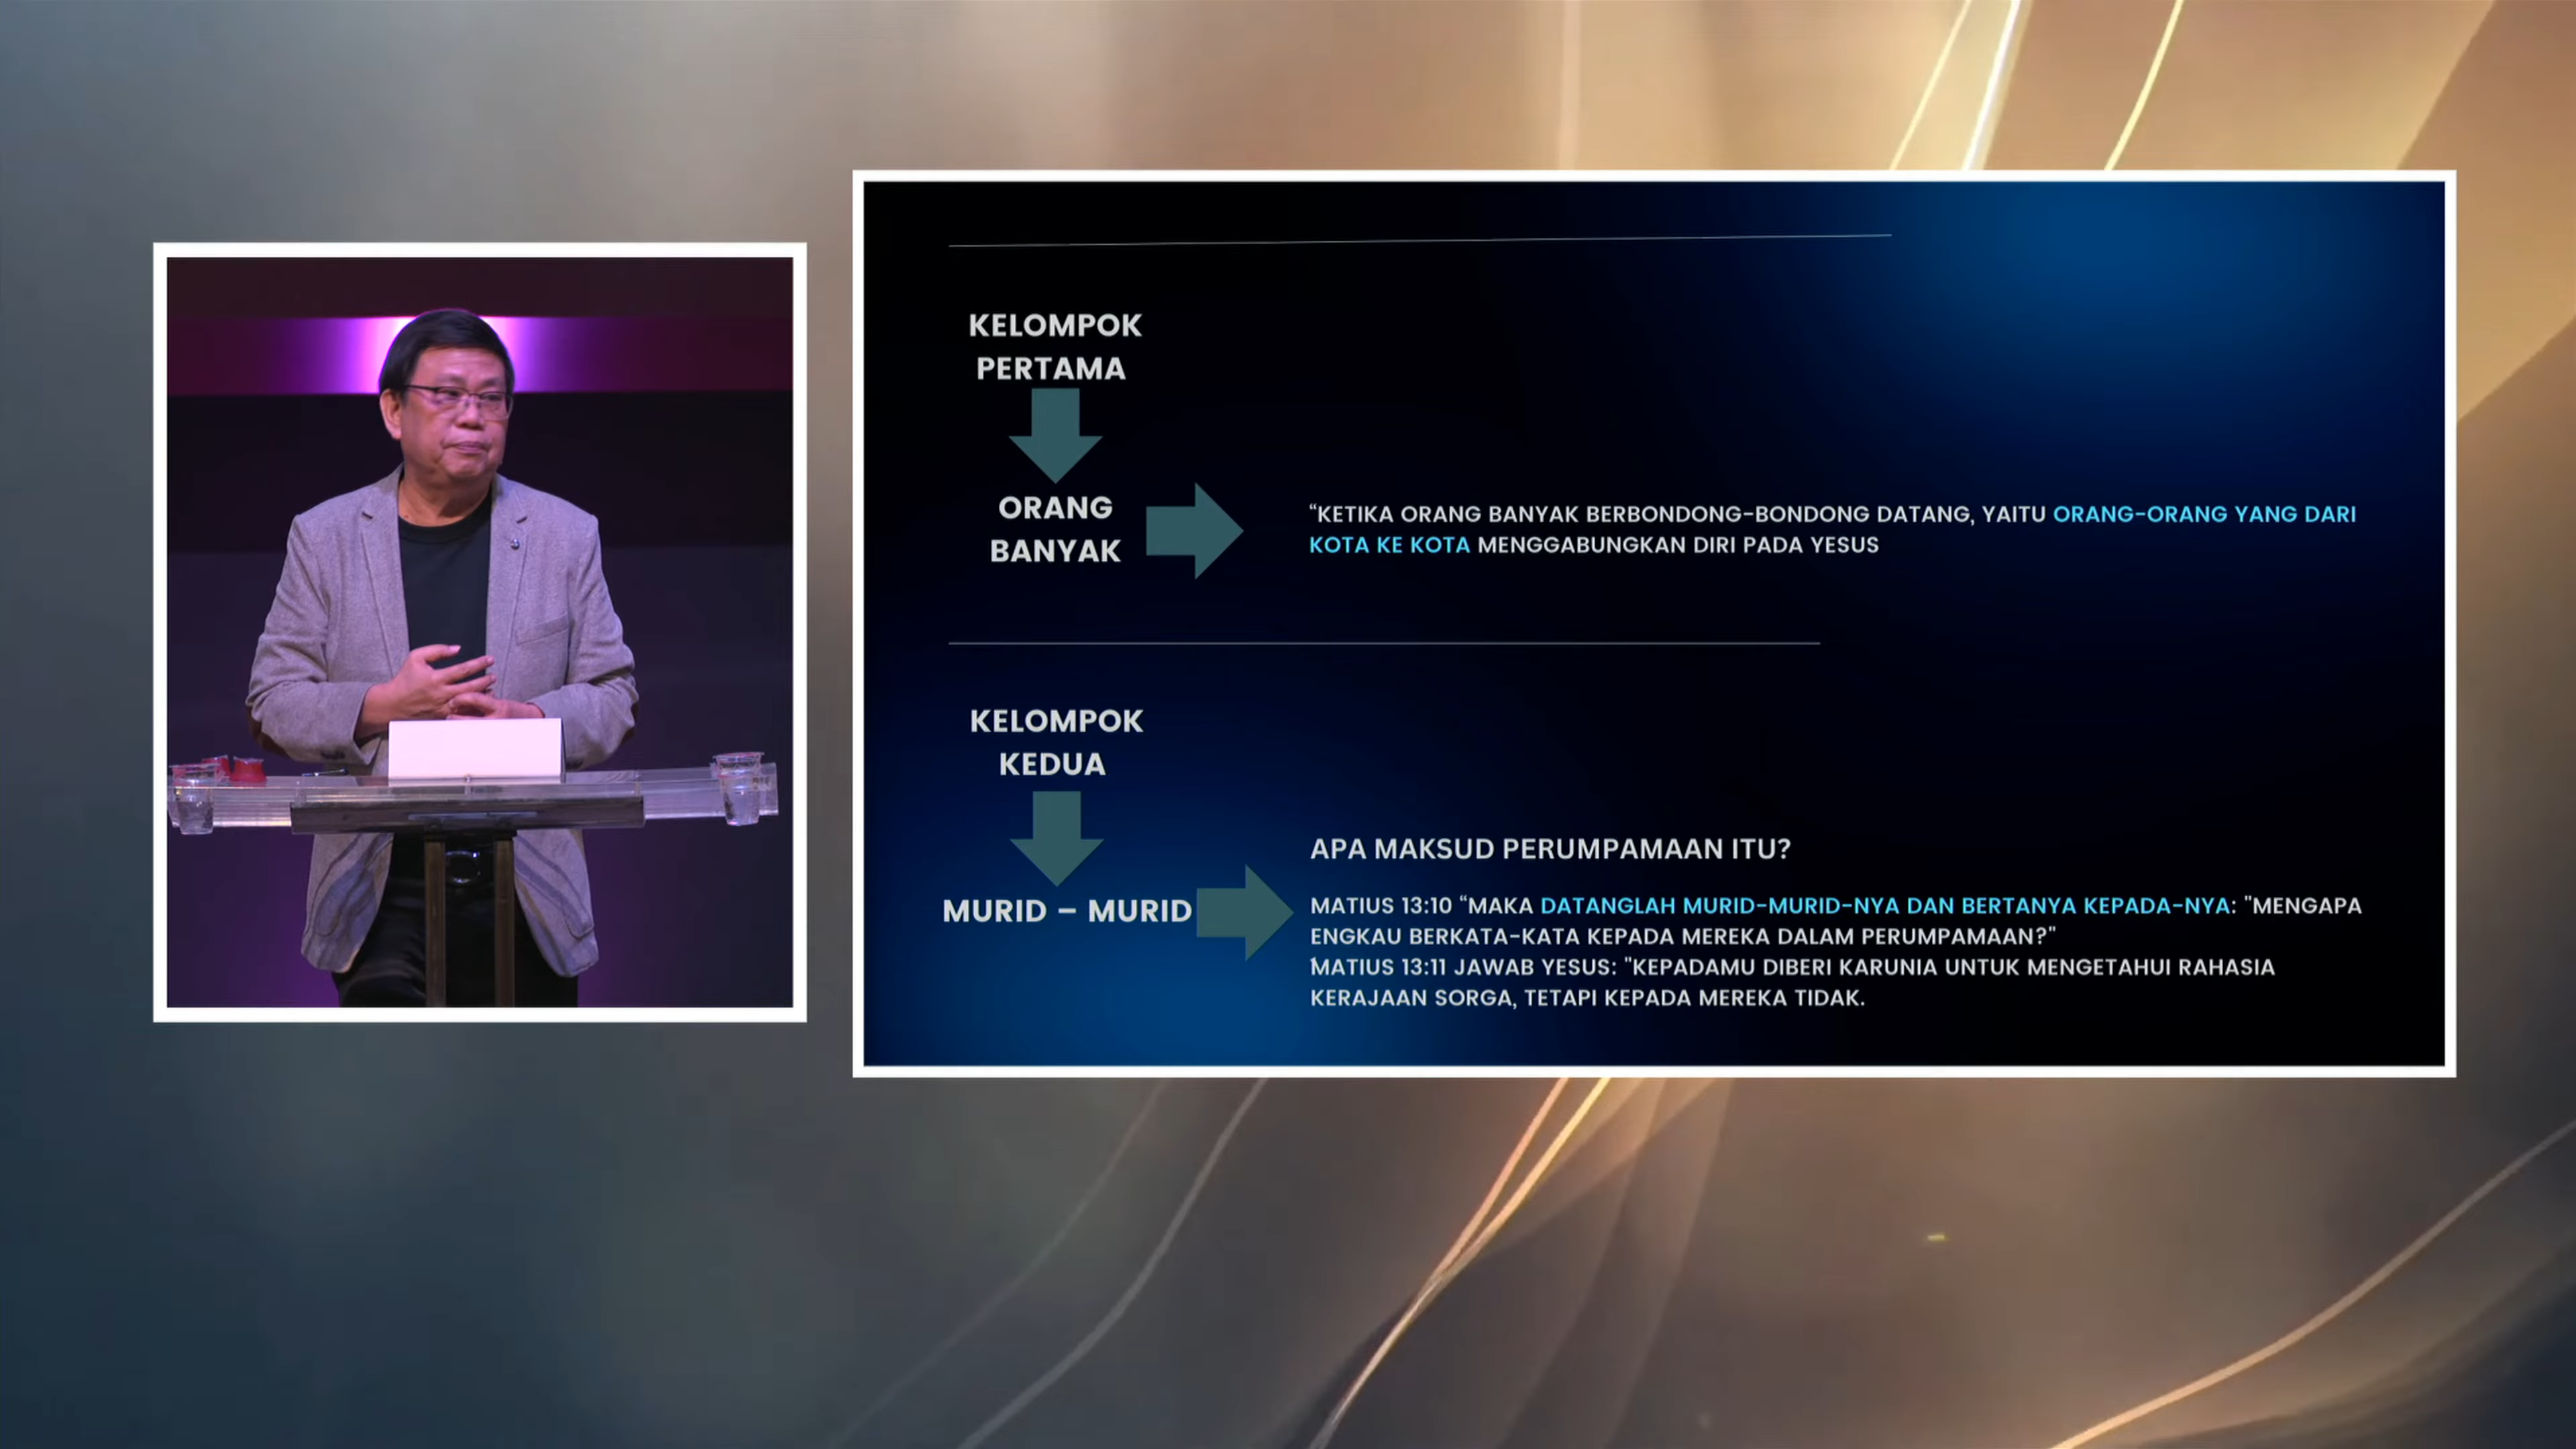 KELOMPOK
PERTAMA
ORANG
BANYAK
“KETIKA ORANG BANYAK BERBONDONG-BONDONG DATANG, YAITU ORANG-ORANG YANG DARI
KOTA KE KOTA MENGGABUNGKAN DIRI PADA YESUS
KELOMPOK
KEDUA
MURID – MURID
APA MAKSUD PERUMPAMAAN ITU?
MATIUS 13:10 “MAKA DATANGLAH MURID-MURID-NYA DAN BERTANYA KEPADA-NYA: "MENGAPA
ENGKAU BERKATA-KATA KEPADA MEREKA DALAM PERUMPAMAAN?"
MATIUS 13:11 JAWAB YESUS: "KEPADAMU DIBERI KARUNIA UNTUK MENGETAHUI RAHASIA
KERAJAAN SORGA, TETAPI KEPADA MEREKA TIDAK.